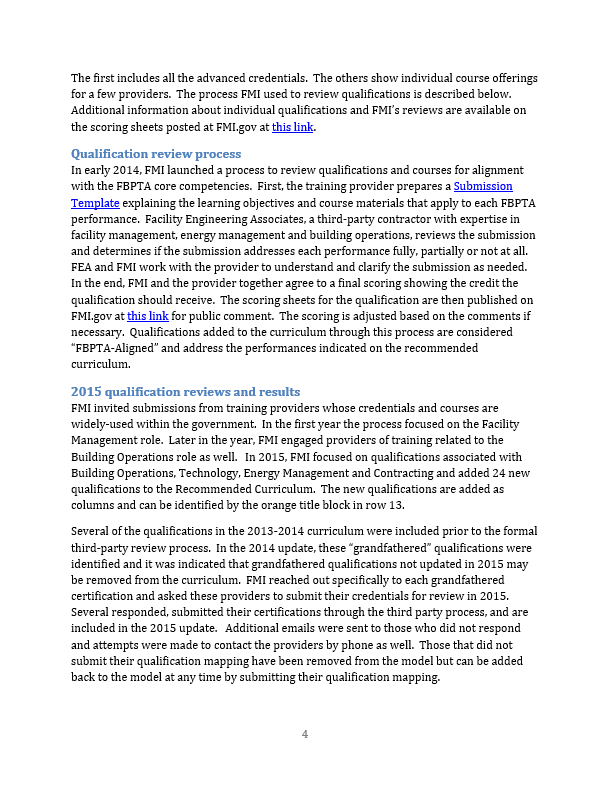 The first includes all the advanced credentials.  The others show individual course offerings
for a few providers.  The process FMI used to review qualifications is described below.
Additional information about individual qualifications and FMI's reviews are available on
the scoring sheets posted at FMI.gov at this link.
Qualification review process
In early 2014, FMI launched a process to review qualifications and courses for alignment
with the FBPTA core competencies.  First, the training provider prepares a Submission
Template explaining the learning objectives and course materials that apply to each FBPTA
performance.  Facility Engineering Associates, a third-party contractor with expertise in
facility management, energy management and building operations, reviews the submission
and determines if the submission addresses each performance fully, partially or not at all.
FEA and FMI work with the provider to understand and clarify the submission as needed.
In the end, FMI and the provider together agree to a final scoring showing the credit the
qualification should receive.  The scoring sheets for the qualification are then published on
FMI.gov at this link for public comment.  The scoring is adjusted based on the comments if
necessary.  Qualifications added to the curriculum through this process are considered
"FBPTA-Aligned" and address the performances indicated on the recommended
curriculum.
2015 qualification reviews and results
FMI invited submissions from training providers whose credentials and courses are
widely-used within the government.  In the first year the process focused on the Facility
Management role.  Later in the year, FMI engaged providers of training related to the
Building Operations role as well.   In 2015, FMI focused on qualifications associated with
Building Operations, Technology, Energy Management and Contracting and added 24 new
qualifications to the Recommended Curriculum.  The new qualifications are added as
columns and can be identified by the orange title block in row 13.
Several of the qualifications in the 2013-2014 curriculum were included prior to the formal
third-party review process.  In the 2014 update, these "grandfathered" qualifications were
identified and it was indicated that grandfathered qualifications not updated in 2015 may
be removed from the curriculum.  FMI reached out specifically to each grandfathered
certification and asked these providers to submit their credentials for review in 2015.
Several responded, submitted their certifications through the third party process, and are
included in the 2015 update.   Additional emails were sent to those who did not respond
and attempts were made to contact the providers by phone as well.  Those that did not
submit their qualification mapping have been removed from the model but can be added
back to the model at any time by submitting their qualification mapping.
4